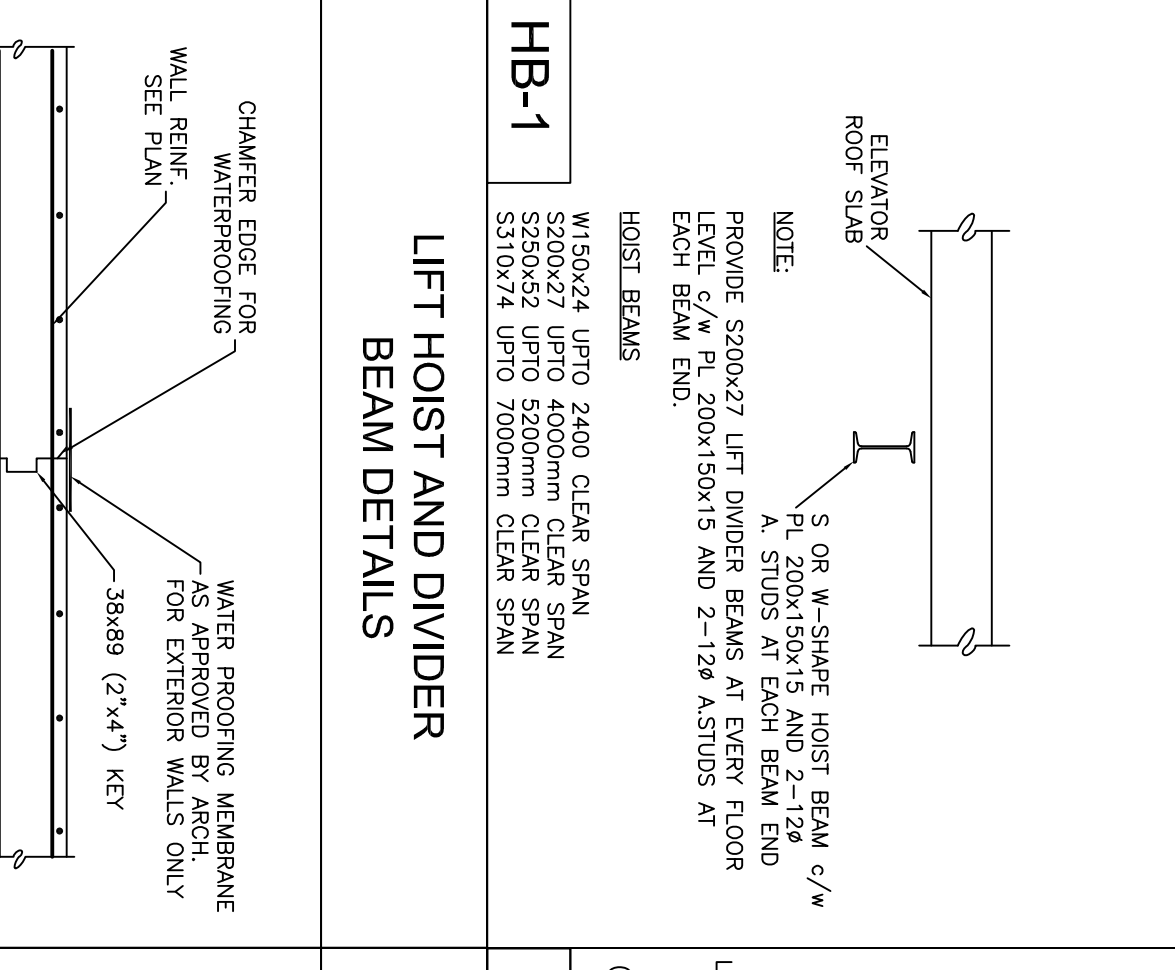 ELEVATOR
ROOF SLAB
S OR W-SHAPE HOIST BEAM c/w
PL 200x150x15 AND 2-12ø
A. STUDS AT EACH BEAM END
NOTE:
PROVIDE S200x27 LIFT DIVIDER BEAMS AT EVERY FLOOR
LEVEL c/w PL 200x150x15 AND 2-12ø A.STUDS AT
EACH BEAM END.
HOIST BEAMS
W150x24 UPTO 2400 CLEAR SPAN
S200x27 UPTO 4000mm CLEAR SPAN
S250x52 UPTO 5200mm CLEAR SPAN
S310x74 UPTO 7000mm CLEAR SPAN
HB-1
LIFT HOIST AND DIVIDER
BEAM DETAILS
CHAMFER EDGE FOR
WATERPROOFING
WALL REINF.
SEE PLAN
WATER PROOFING MEMBRANE
AS APPROVED BY ARCH.
FOR EXTERIOR WALLS ONLY
38x89 (2"x4") KEY